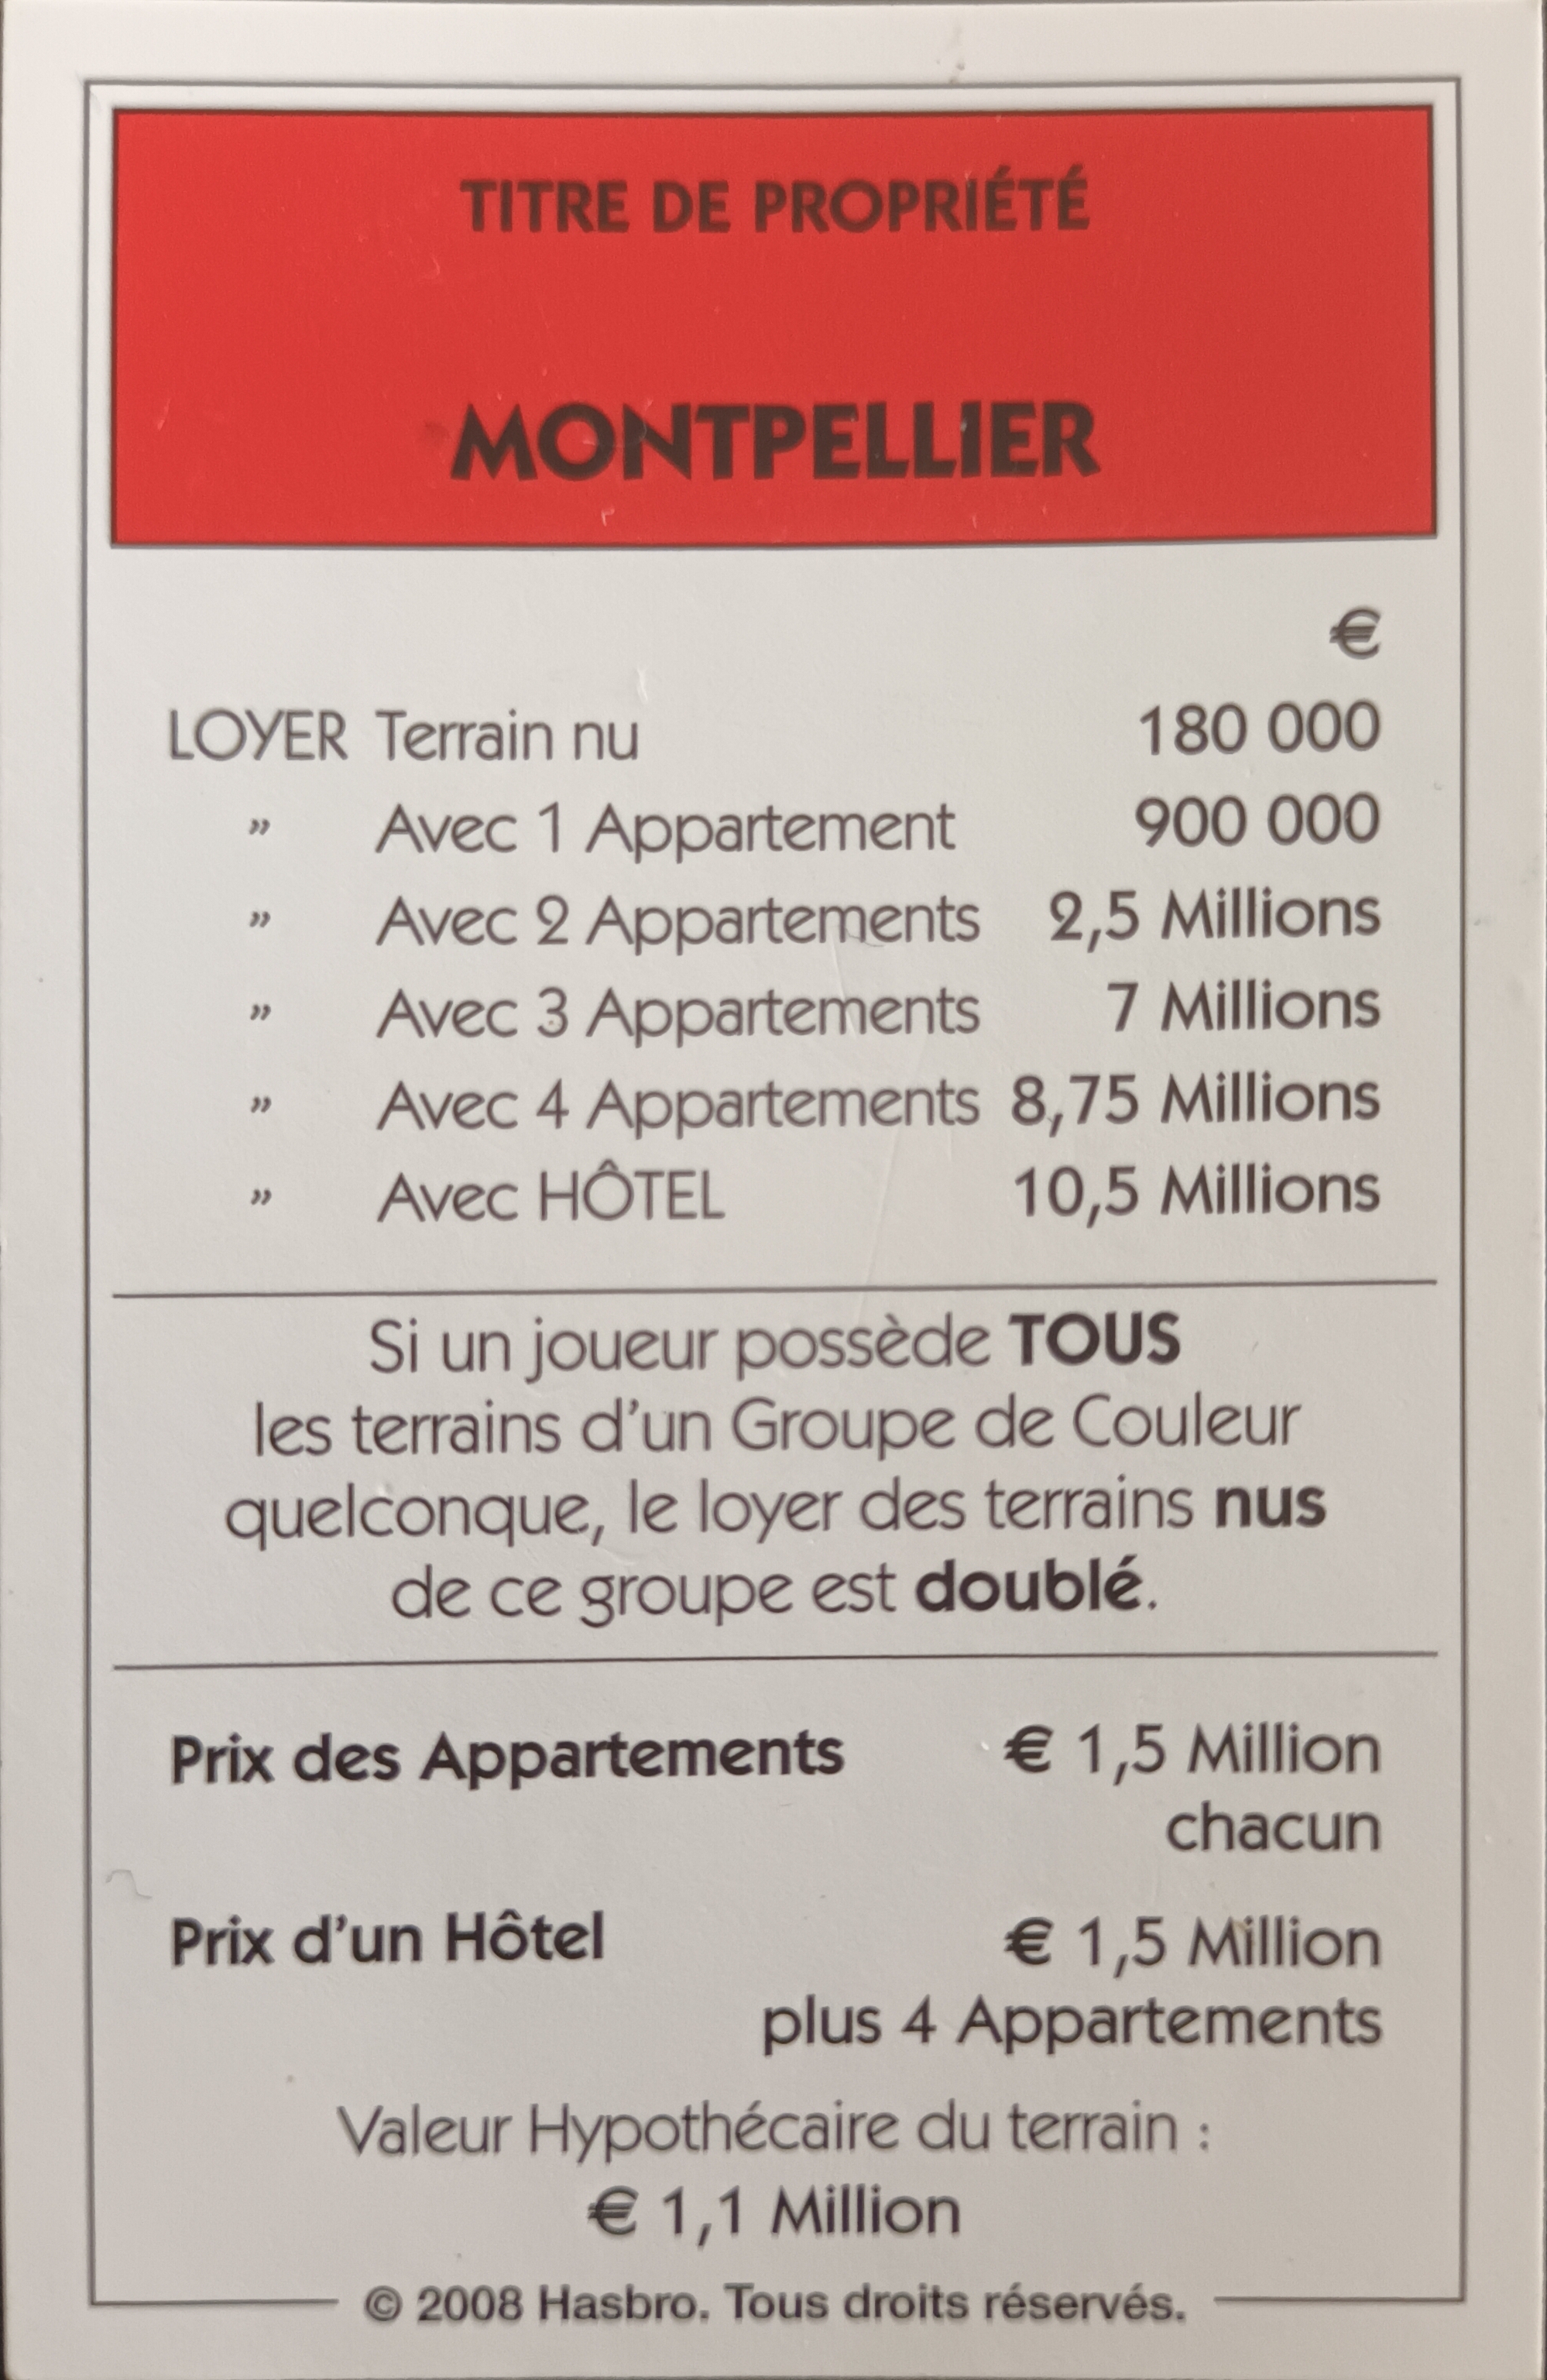 TITRE DE PROPRIÉTÉ
MONTPELLIER
€
LOYER Terrain nu 180 000
” Avec 1 Appartement 900 000
” Avec 2 Appartements 2,5 Millions
” Avec 3 Appartements 7 Millions
” Avec 4 Appartements 8,75 Millions
” Avec HÔTEL 10,5 Millions
Si un joueur possède TOUS
les terrains d’un Groupe de Couleur
quelconque, le loyer des terrains nus
de ce groupe est doublé.
Prix des Appartements € 1,5 Million
chacun
Prix d’un Hôtel € 1,5 Million
plus 4 Appartements
Valeur Hypothécaire du terrain :
€ 1,1 Million
© 2008 Hasbro. Tous droits réservés.